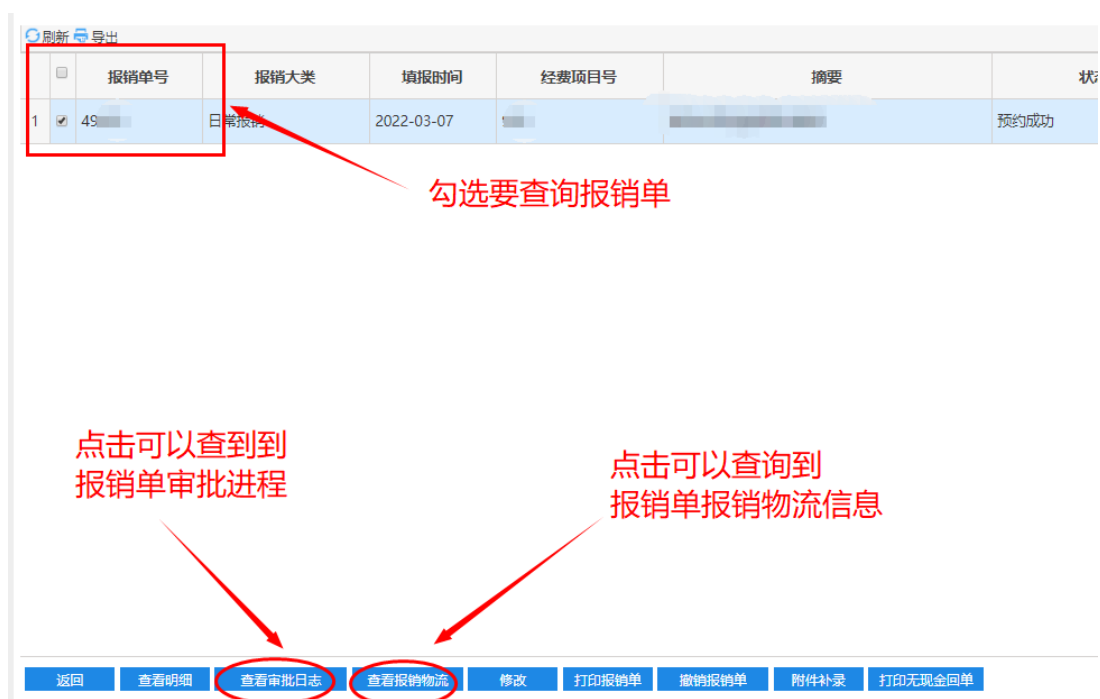 刷新 导出
报销单号 报销大类 填报时间 经费项目号 摘要
1 49 日常报销 2022-03-07 预约成功
勾选要查询报销单
点击可以查到到
报销单审批进程
点击可以查询到
报销单报销物流信息
返回 查看明细 查看审批日志 查看报销物流 修改 打印报销单 撤销报销单 附件补录 打印无现金回单